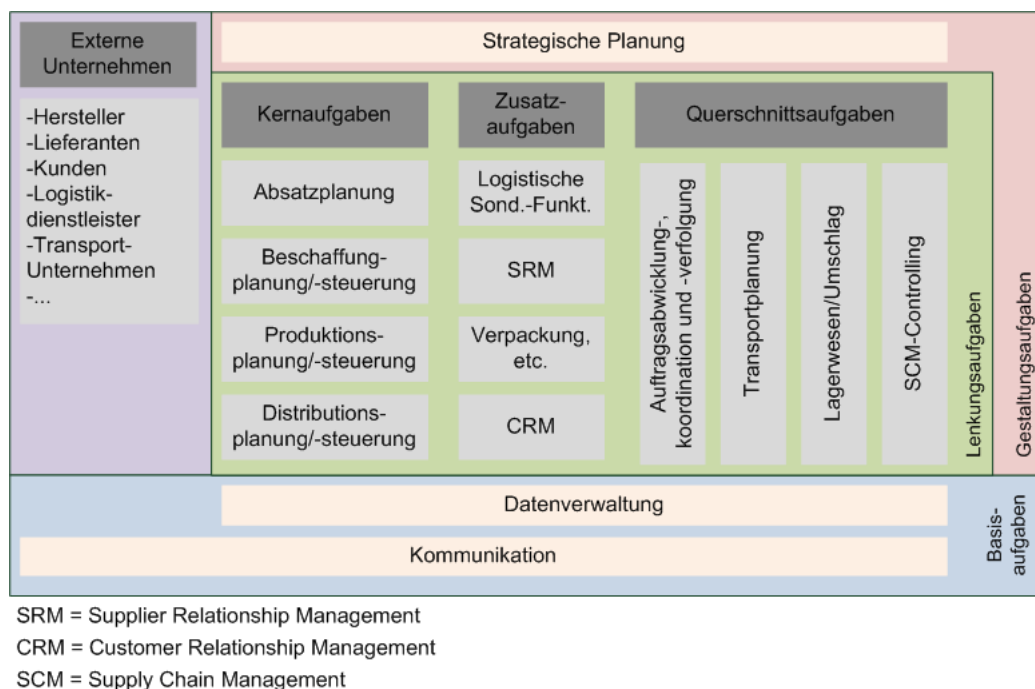 Externe
Unternehmen
-Hersteller
-Lieferanten
-Kunden
-Logistik-
dienstleister
-Transport-
Unternehmen
-...
Strategische Planung
Kernaufgaben
Absatzplanung
Beschaffung-
planung/-steuerung
Produktions-
planung/-steuerung
Distributions-
planung/-steuerung
Zusatz-
aufgaben
Logistische
Sond.-Funkt.
SRM
Verpackung,
etc.
CRM
Querschnittsaufgaben
Auftragsabwicklung-,
koordination und -verfolgung
Transportplanung
Lagerwesen/Umschlag
SCM-Controlling
Lenkungsaufgaben
Gestaltungsaufgaben
Datenverwaltung
Kommunikation
Basis-
aufgaben
SRM = Supplier Relationship Management
CRM = Customer Relationship Management
SCM = Supply Chain Management